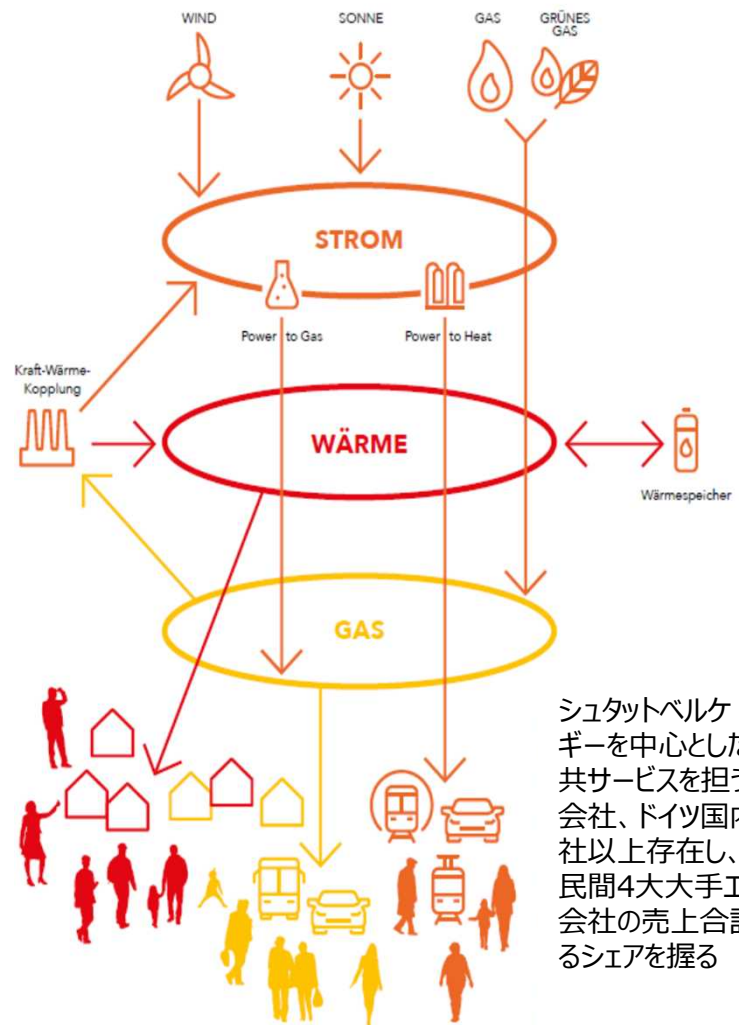 WIND
SONNE
GAS
GRÜNES
GAS
STROM
Power to Gas
Power to Heat
Kraft-Wärme-
Kopplung
WÄRME
Wärmespeicher
GAS
シュタットベルケ
ギーを中心とした
共サービスを担う
会社、ドイツ国内
社以上存在し、
民間4大大手エ
会社の売上合計
るシェアを握る